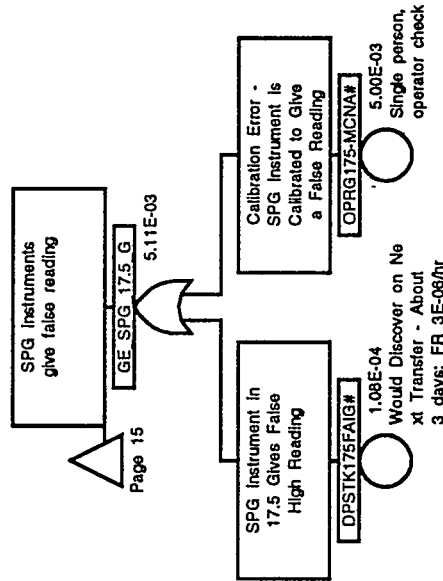 SPG Instruments
give false reading
GE SPG 17.5 G
5.11E-03
Page 15
SPG Instrument in
17.5 Gives False
High Reading
DPSTK175FAIG#
1.08E-04
Would Discover on Ne
xt Transfer - About
3 days; FR 3E-06/hr
Calibration Error -
SPG Instrument is
Calibrated to Give
a False Reading
OPRG175-MCNA#
5.00E-03
Single person,
operator check